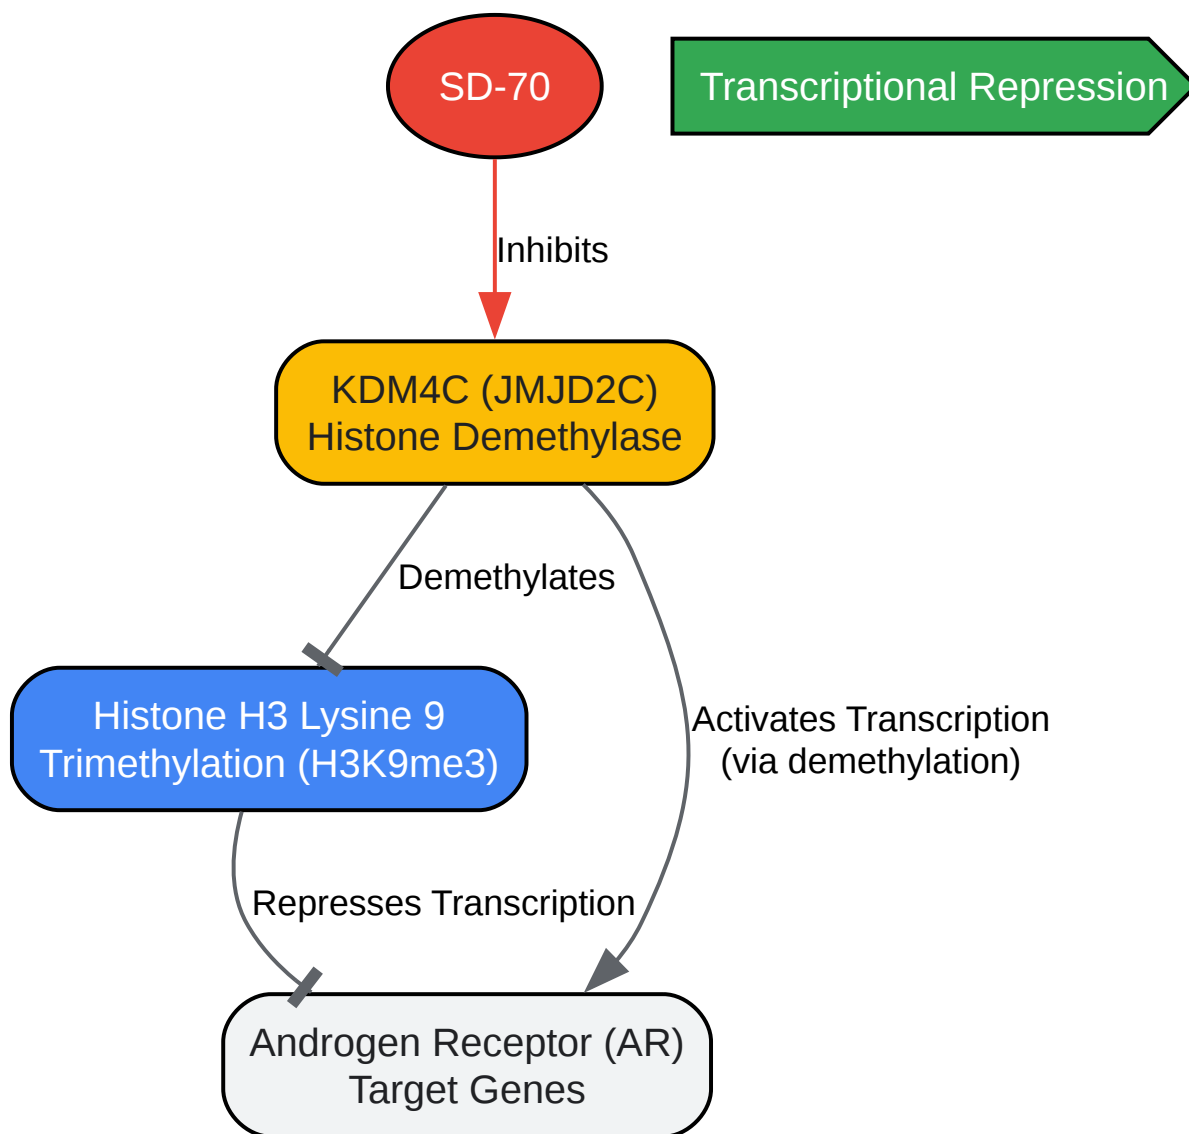 SD-70
Transcriptional Repression
Inhibits
KDM4C (JMJD2C)
Histone Demethylase
Demethylates
Histone H3 Lysine 9
Trimethylation (H3K9me3)
Activates Transcription
(via demethylation)
Represses Transcription
Androgen Receptor (AR)
Target Genes